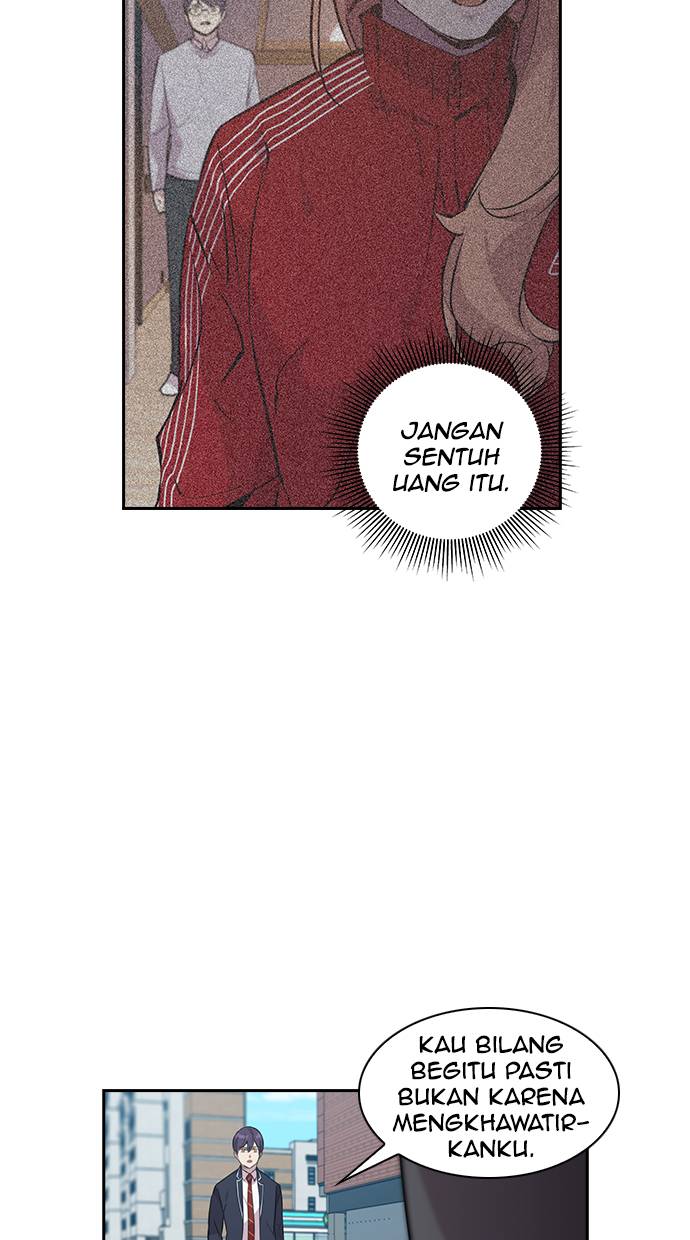 JANGAN
SENTUH
UANG ITU.
KAU BILANG
BEGITU PASTI
BUKAN KARENA
MENGKHAWATIR-
KANKU.